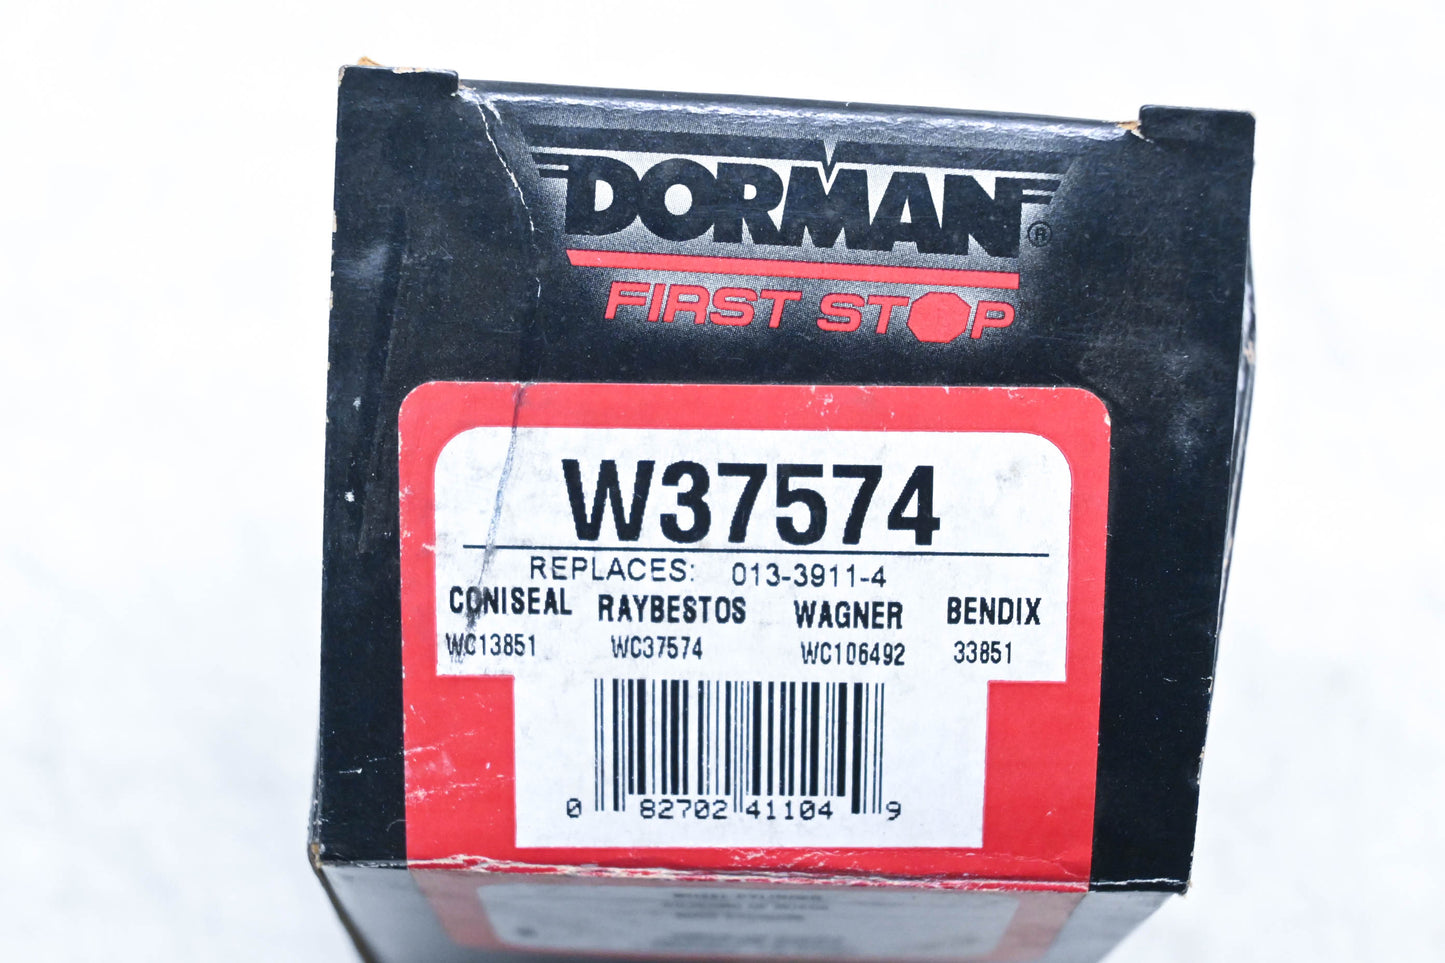 DORMAN®
FIRST STOP
W37574
REPLACES: 013-3911-4
CONISEAL RAYBESTOS WAGNER BENDIX
WC13851 WC37574 WC106492 33851
0 82702 41104 9